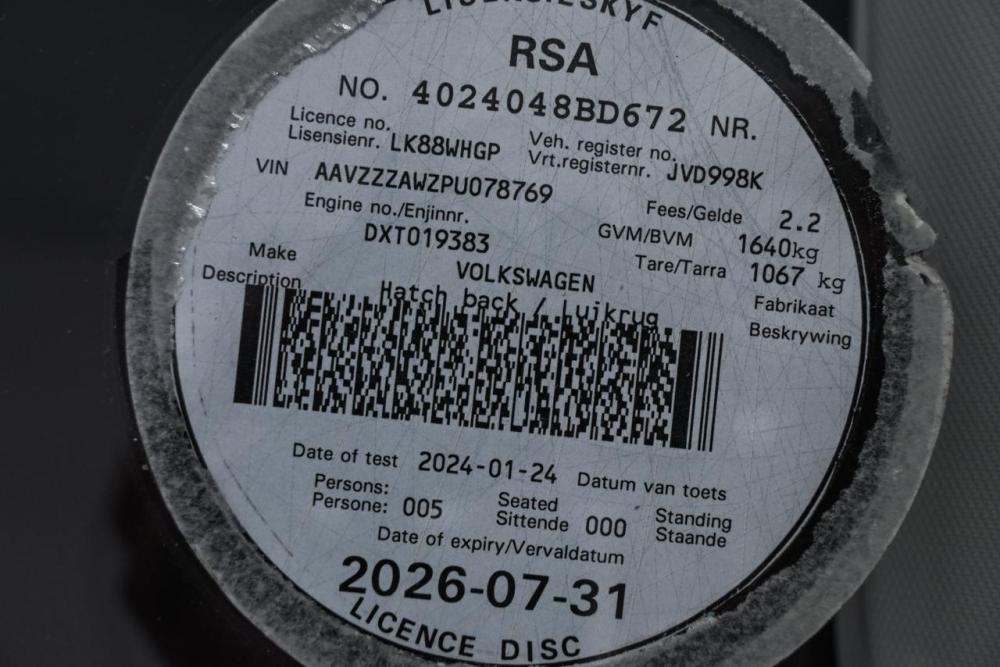 LISENSIESKYF
RSA
NO. 4024048BD672 NR.
Licence no. Veh. register no.
Lisensienr. LK88WHGP Vrt.registernr. JVD998K
VIN AAVZZZAWZPU078769 Fees/Gelde 2.2
Engine no./Enjinnr. GVM/BVM 1640kg
DXT019383 Tare/Tarra 1067 kg
Make VOLKSWAGEN Fabrikaat
Description Hatch back / Luikrug Beskrywing
Date of test 2024-01-24 Datum van toets
Persons: Seated Standing
Persone: 005 Sittende 000 Staande
Date of expiry/Vervaldatum
2026-07-31
LICENCE DISC